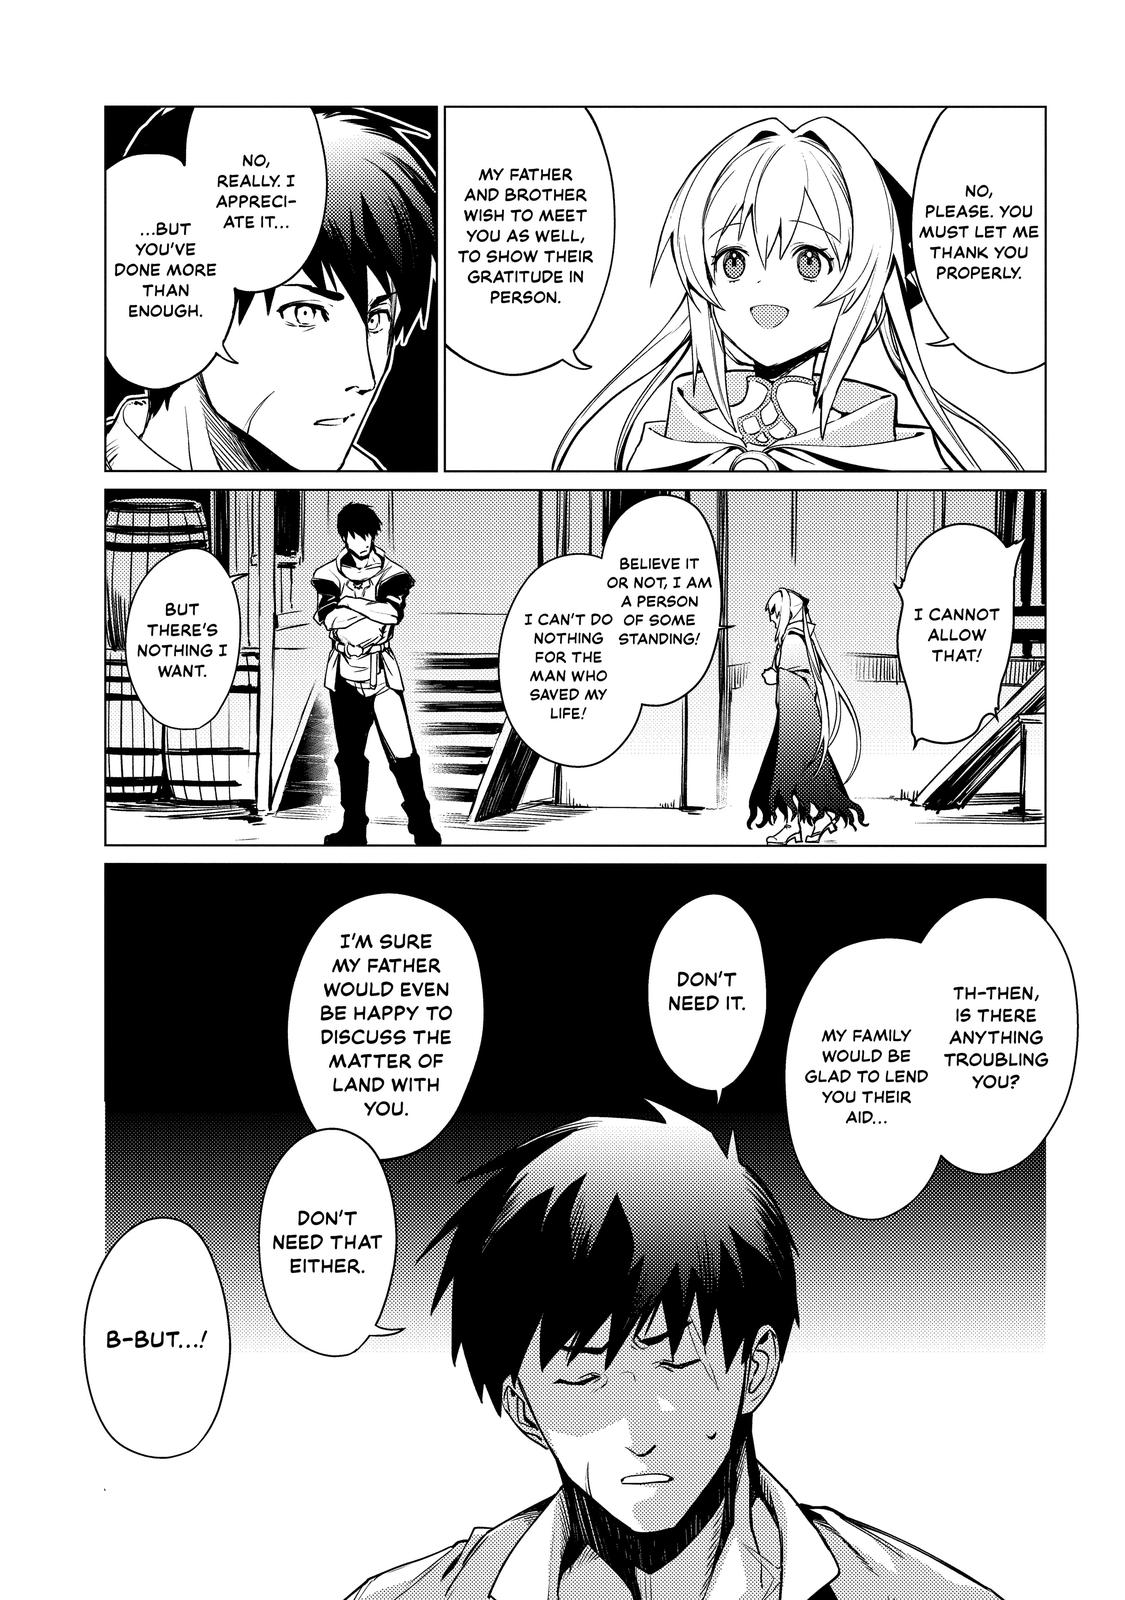 NO,
PLEASE. YOU
MUST LET ME
THANK YOU
PROPERLY.
MY FATHER
AND BROTHER
WISH TO MEET
YOU AS WELL,
TO SHOW THEIR
GRATITUDE IN
PERSON.
NO,
REALLY. I
APPRECI-
ATE IT...
...BUT
YOU'VE
DONE MORE
THAN
ENOUGH.
I CANNOT
ALLOW
THAT!
BELIEVE IT
OR NOT, I AM
A PERSON
OF SOME
STANDING!
I CAN'T DO
NOTHING
FOR THE
MAN WHO
SAVED MY
LIFE!
BUT
THERE'S
NOTHING I
WANT.
TH-THEN,
IS THERE
ANYTHING
TROUBLING
YOU?
MY FAMILY
WOULD BE
GLAD TO LEND
YOU THEIR
AID...
DON'T
NEED IT.
I'M SURE
MY FATHER
WOULD EVEN
BE HAPPY TO
DISCUSS THE
MATTER OF
LAND WITH
YOU.
DON'T
NEED THAT
EITHER.
B-BUT...!